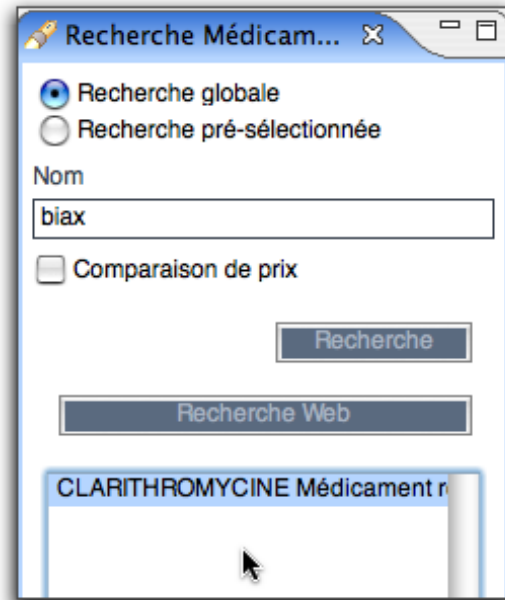 Recherche Médicam...
Recherche globale
Recherche pré-sélectionnée
Nom
biax
Comparaison de prix
Recherche
Recherche Web
CLARITHROMYCINE Médicament